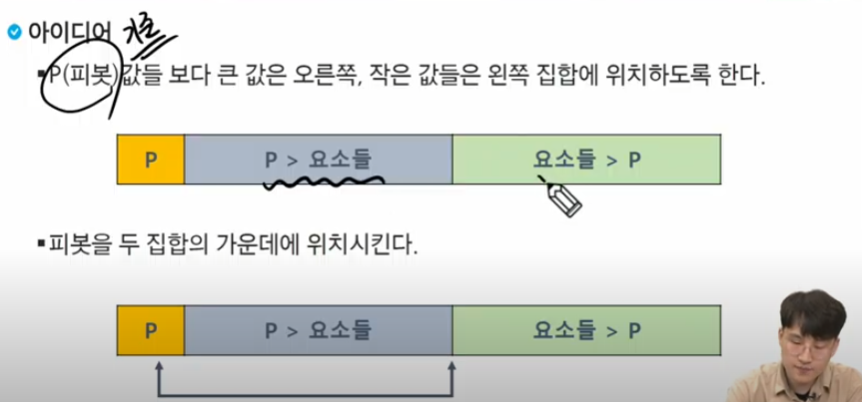 아이디어 기준
P(피봇)값들 보다 큰 값은 오른쪽, 작은 값들은 왼쪽 집합에 위치하도록 한다.
P P > 요소들 요소들 > P
피봇을 두 집합의 가운데에 위치시킨다.
P P > 요소들 요소들 > P